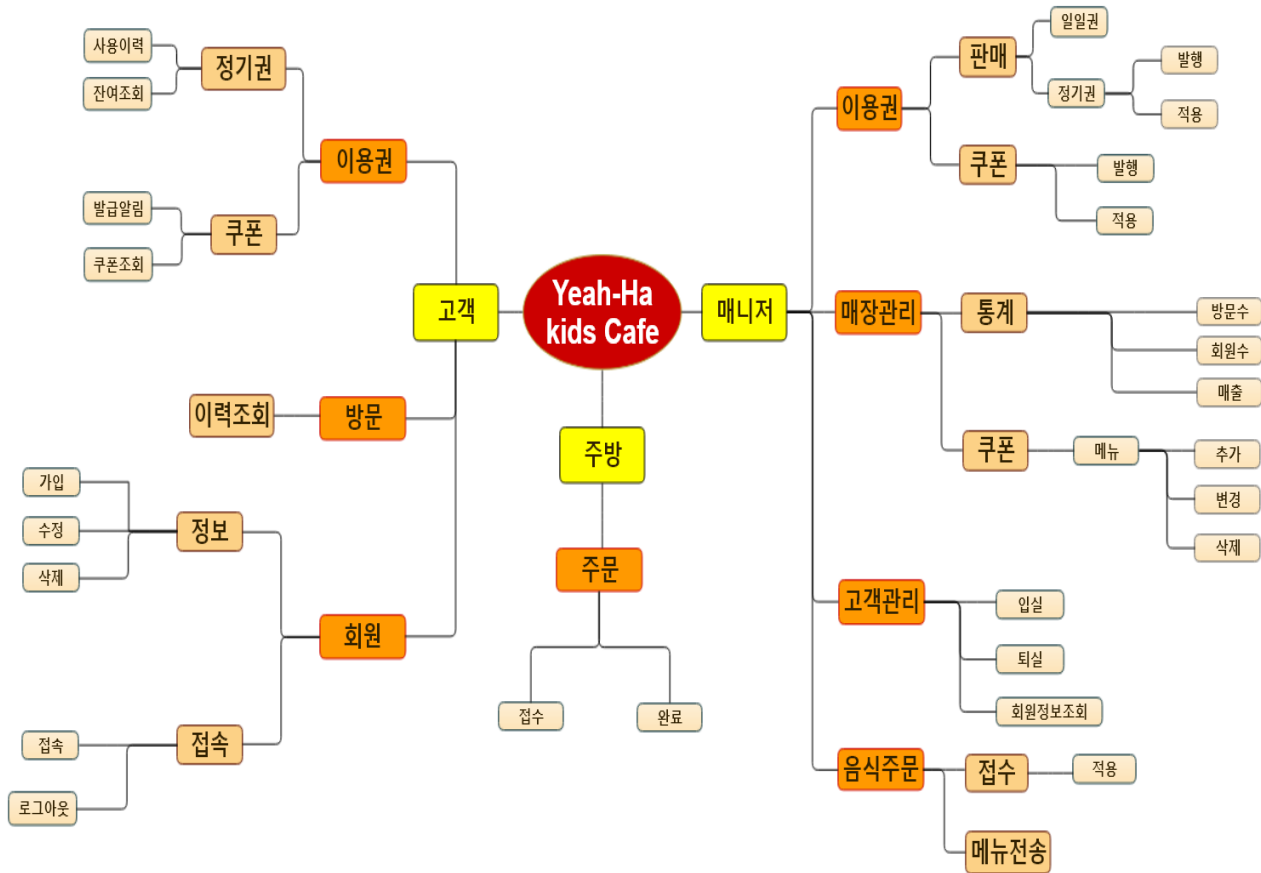 Yeah-Ha
kids Cafe
고객
이용권
정기권
사용이력
잔여조회
쿠폰
발급알림
쿠폰조회
방문
이력조회
회원
정보
가입
수정
삭제
접속
접속
로그아웃
주방
주문
접수
완료
매니저
이용권
판매
일일권
정기권
발행
적용
쿠폰
발행
적용
매장관리
통계
방문수
회원수
매출
쿠폰
메뉴
추가
변경
삭제
고객관리
입실
퇴실
회원정보조회
음식주문
접수
적용
메뉴전송